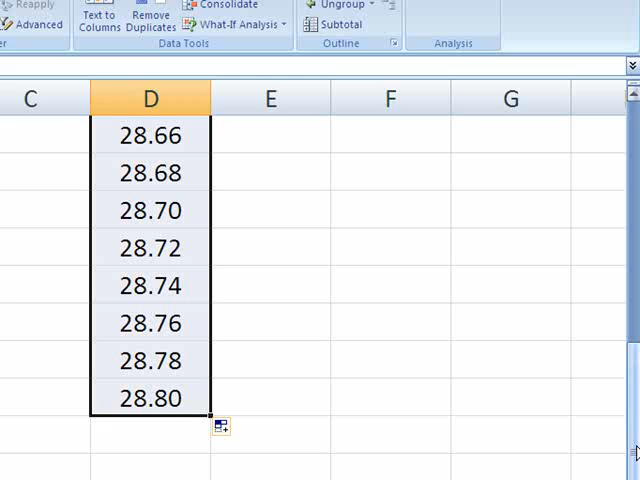 Reapply
Advanced
Text to
Columns
Remove
Duplicates
Consolidate
What-If Analysis
Data Tools
Ungroup
Subtotal
Outline
Analysis
C D E F G
28.66
28.68
28.70
28.72
28.74
28.76
28.78
28.80